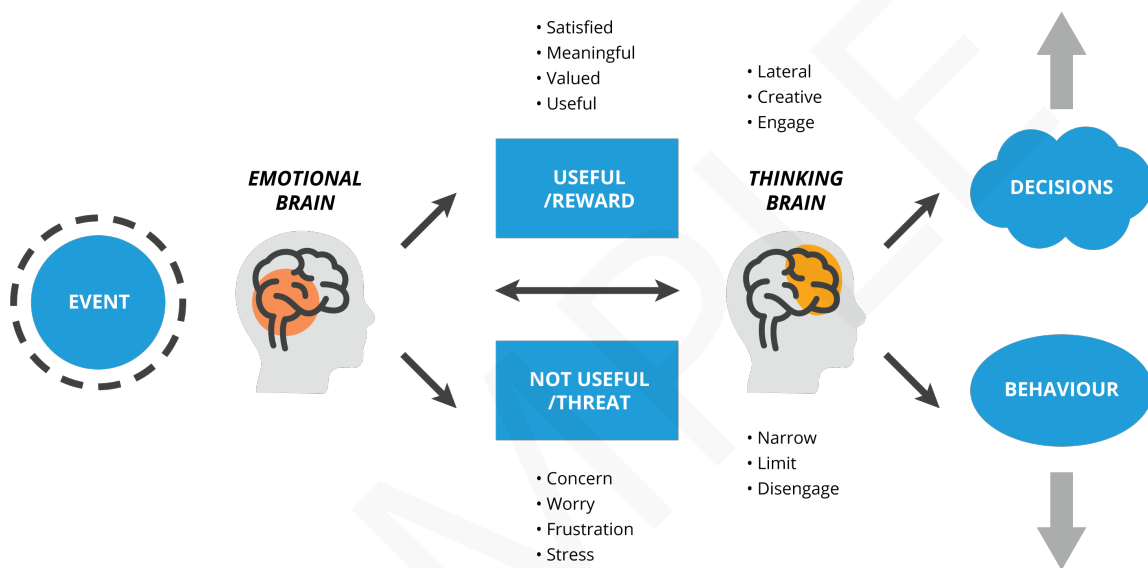 EVENT
EMOTIONAL
BRAIN
• Satisfied
• Meaningful
• Valued
• Useful
USEFUL
/REWARD
NOT USEFUL
/THREAT
• Concern
• Worry
• Frustration
• Stress
• Lateral
• Creative
• Engage
THINKING
BRAIN
• Narrow
• Limit
• Disengage
DECISIONS
BEHAVIOUR